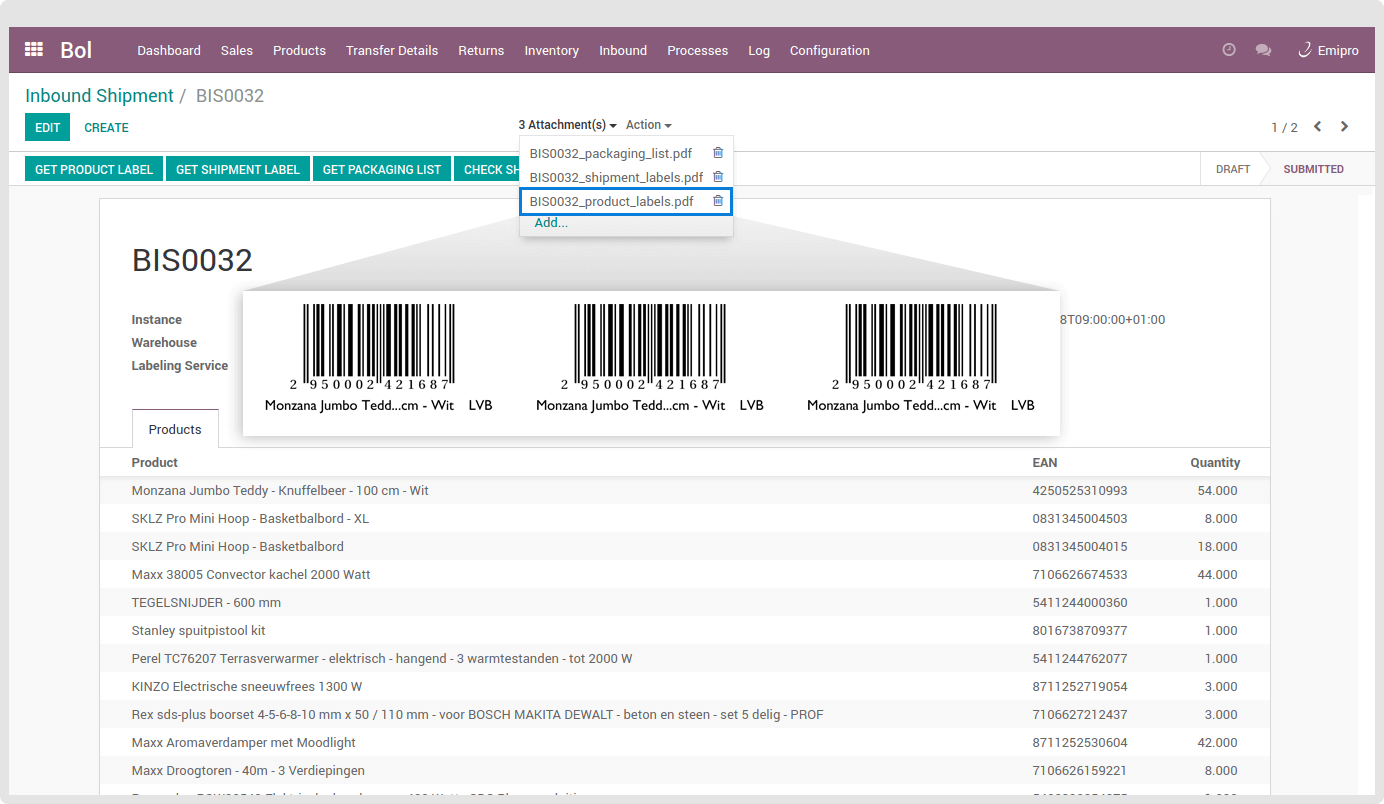 Bol Dashboard Sales Products Transfer Details Returns Inventory Inbound Processes Log Configuration Emipro
Inbound Shipment / BIS0032
EDIT CREATE 3 Attachment(s) Action 1 / 2
BIS0032_packaging_list.pdf
GET PRODUCT LABEL GET SHIPMENT LABEL GET PACKAGING LIST CHECK SH DRAFT SUBMITTED
BIS0032_shipment_labels.pdf
BIS0032_product_labels.pdf
Add...
BIS0032
Instance 8T09:00:00+01:00
Warehouse
Labeling Service
2 950002 421687 2 950002 421687 2 950002 421687
Monzana Jumbo Tedd...cm - Wit LVB Monzana Jumbo Tedd...cm - Wit LVB Monzana Jumbo Tedd...cm - Wit LVB
Products
Product EAN Quantity
Monzana Jumbo Teddy - Knuffelbeer - 100 cm - Wit 4250525310993 54.000
SKLZ Pro Mini Hoop - Basketbalbord - XL 0831345004503 8.000
SKLZ Pro Mini Hoop - Basketbalbord 0831345004015 18.000
Maxx 38005 Convector kachel 2000 Watt 7106626674533 44.000
TEGELSNIJDER - 600 mm 5411244000360 1.000
Stanley spuitpistool kit 8016738709377 1.000
Perel TC76207 Terrasverwarmer - elektrisch - hangend - 3 warmtestanden - tot 2000 W 5411244762077 1.000
KINZO Electrische sneeuwfrees 1300 W 8711252719054 3.000
Rex sds-plus boorset 4-5-6-8-10 mm x 50 / 110 mm - voor BOSCH MAKITA DEWALT - beton en steen - set 5 delig - PROF 7106627212437 3.000
Maxx Aromaverdamper met Moodlight 8711252530604 42.000
Maxx Droogtoren - 40m - 3 Verdiepingen 7106626159221 8.000